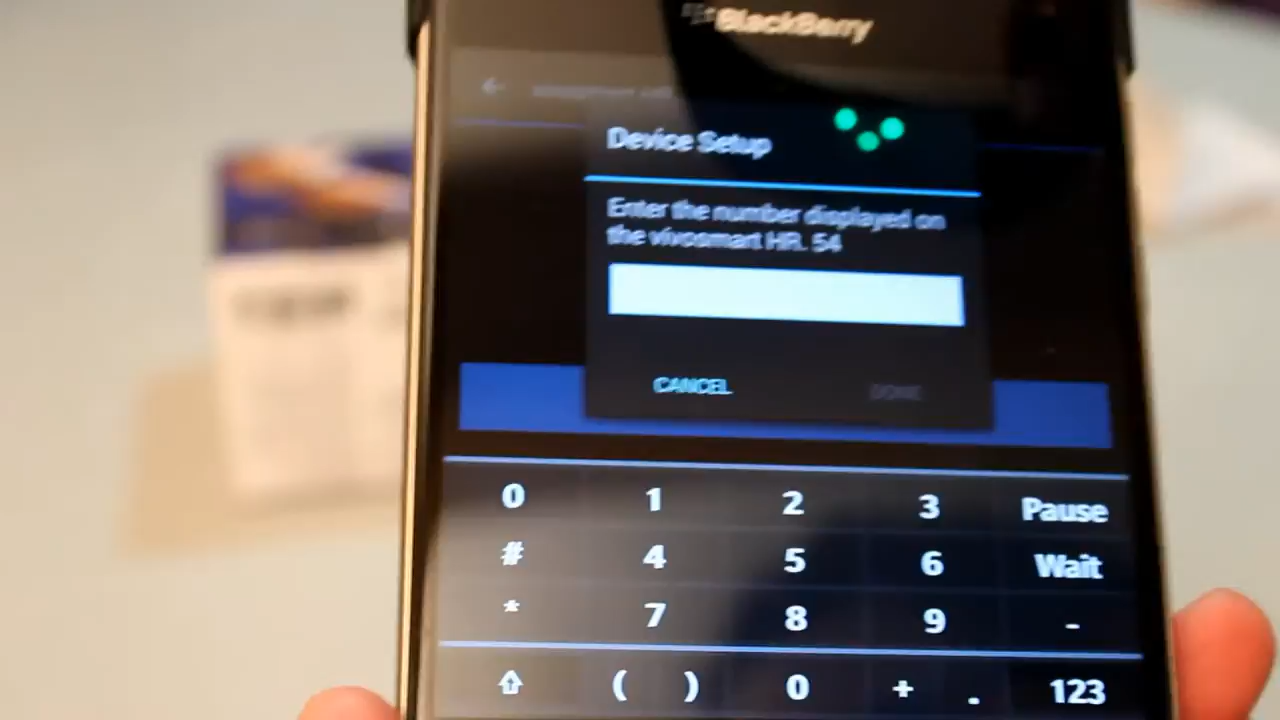 BlackBerry
Device Setup
Enter the number displayed on
the vivosmart HR. 54
CANCEL
DONE
0 1 2 3 Pause
# 4 5 6 Wait
* 7 8 9 -
( ) 0 + . 123